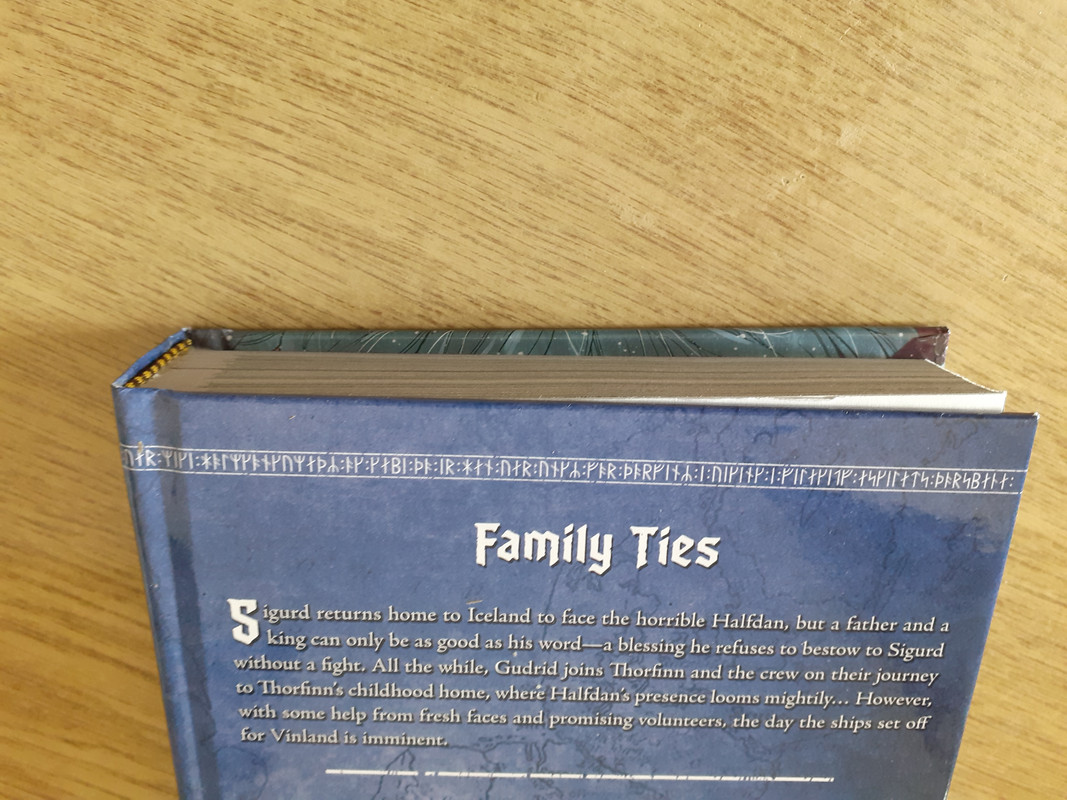 Family Ties
Sigurd returns home to Iceland to face the horrible Halfdan, but a father and a
king can only be as good as his word—a blessing he refuses to bestow to Sigurd
without a fight. All the while, Gudrid joins Thorfinn and the crew on their journey
to Thorfinn's childhood home, where Halfdan's presence looms mightily... However,
with some help from fresh faces and promising volunteers, the day the ships set off
for Vinland is imminent.